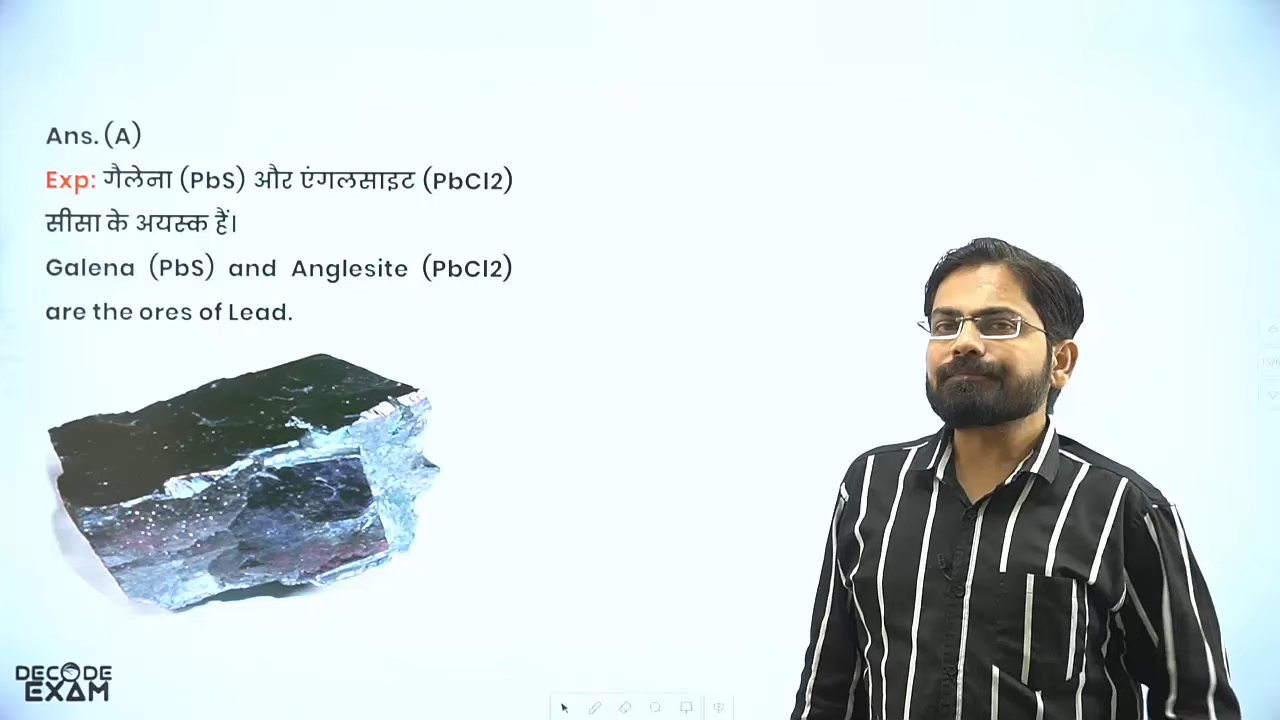 Ans. (A)
Exp: गैलेना (PbS) और एंगलसाइट (PbCl2)
सीसा के अयस्क हैं।
Galena (PbS) and Anglesite (PbCl2)
are the ores of Lead.
DECODE
EXAM